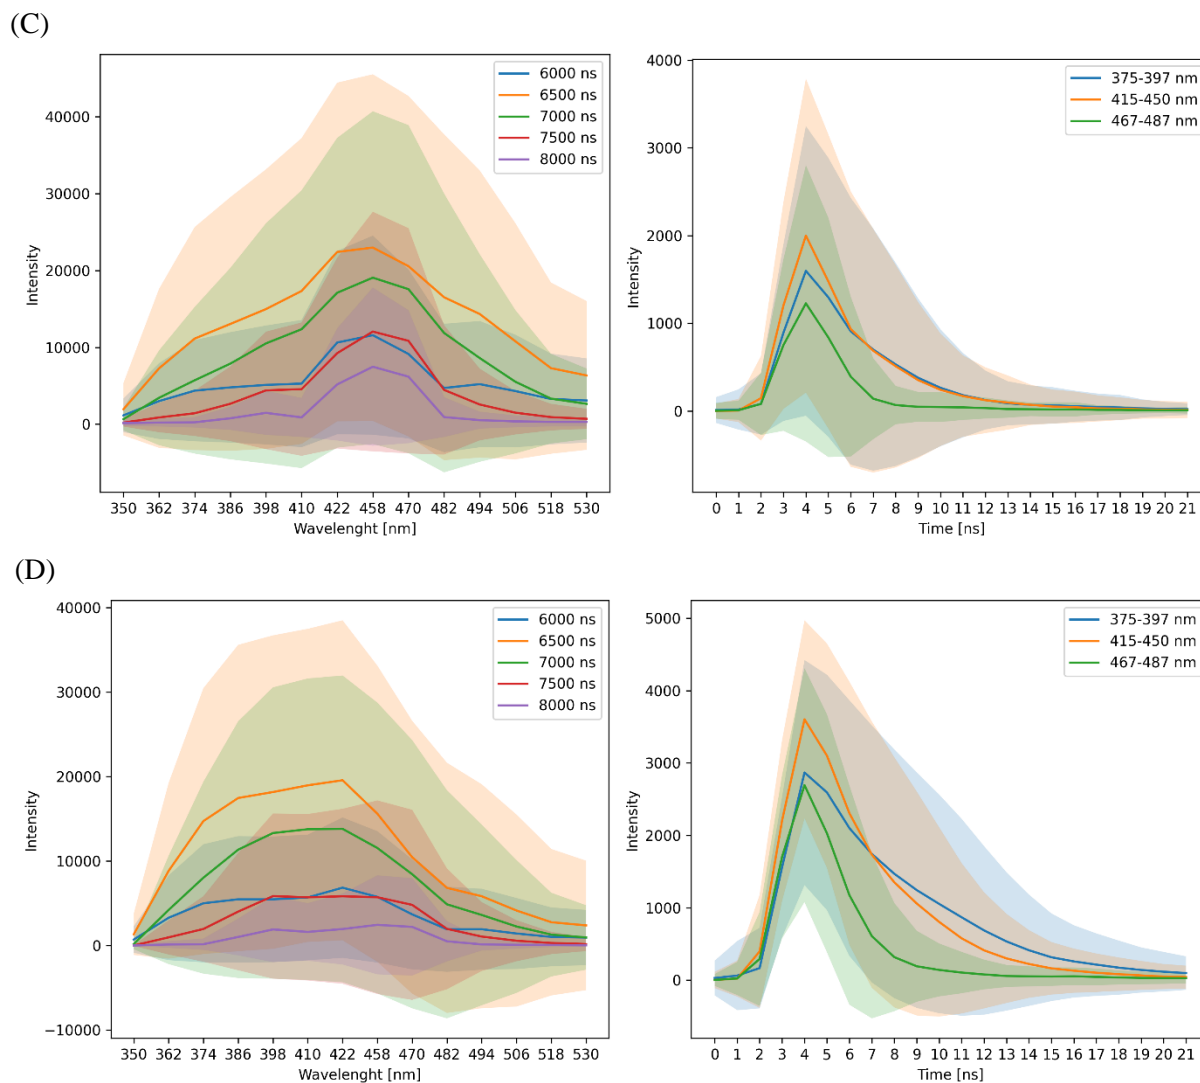 (C)
40000
30000
20000
10000
0
Intensity
350 362 374 386 398 410 422 458 470 482 494 506 518 530
Wavelenght [nm]
6000 ns
6500 ns
7000 ns
7500 ns
8000 ns
4000
3000
2000
1000
0
Intensity
0 1 2 3 4 5 6 7 8 9 10 11 12 13 14 15 16 17 18 19 20 21
Time [ns]
375-397 nm
415-450 nm
467-487 nm
(D)
40000
30000
20000
10000
0
−10000
Intensity
350 362 374 386 398 410 422 458 470 482 494 506 518 530
Wavelenght [nm]
6000 ns
6500 ns
7000 ns
7500 ns
8000 ns
5000
4000
3000
2000
1000
0
Intensity
0 1 2 3 4 5 6 7 8 9 10 11 12 13 14 15 16 17 18 19 20 21
Time [ns]
375-397 nm
415-450 nm
467-487 nm